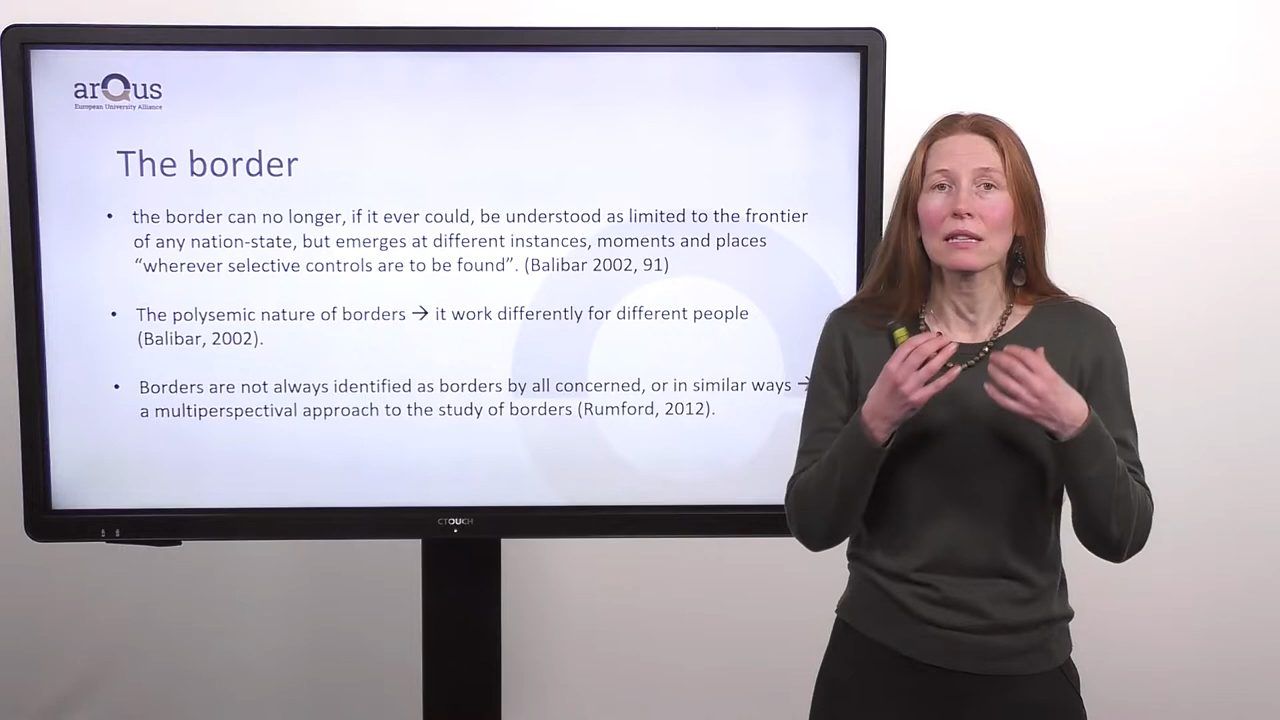 arQus
European University Alliance
The border
• the border can no longer, if it ever could, be understood as limited to the frontier
of any nation-state, but emerges at different instances, moments and places
“wherever selective controls are to be found”. (Balibar 2002, 91)
• The polysemic nature of borders → it work differently for different people
(Balibar, 2002).
• Borders are not always identified as borders by all concerned, or in similar ways →
a multiperspectival approach to the study of borders (Rumford, 2012).
CTOUCH